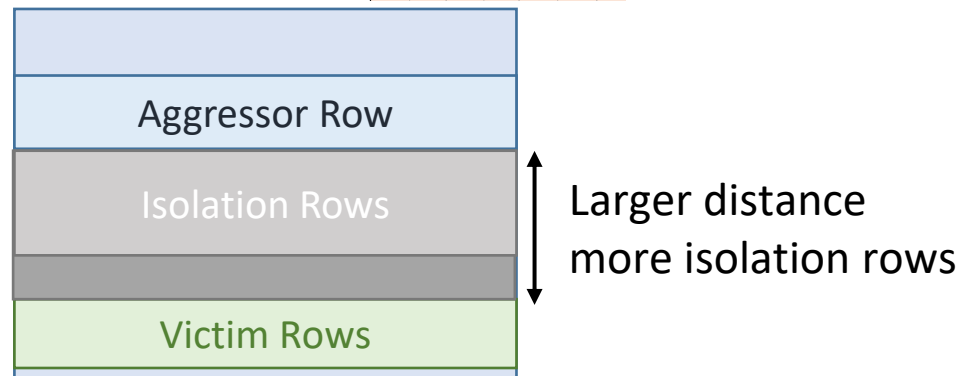 Aggressor Row
Isolation Rows
Larger distance
more isolation rows
Victim Rows